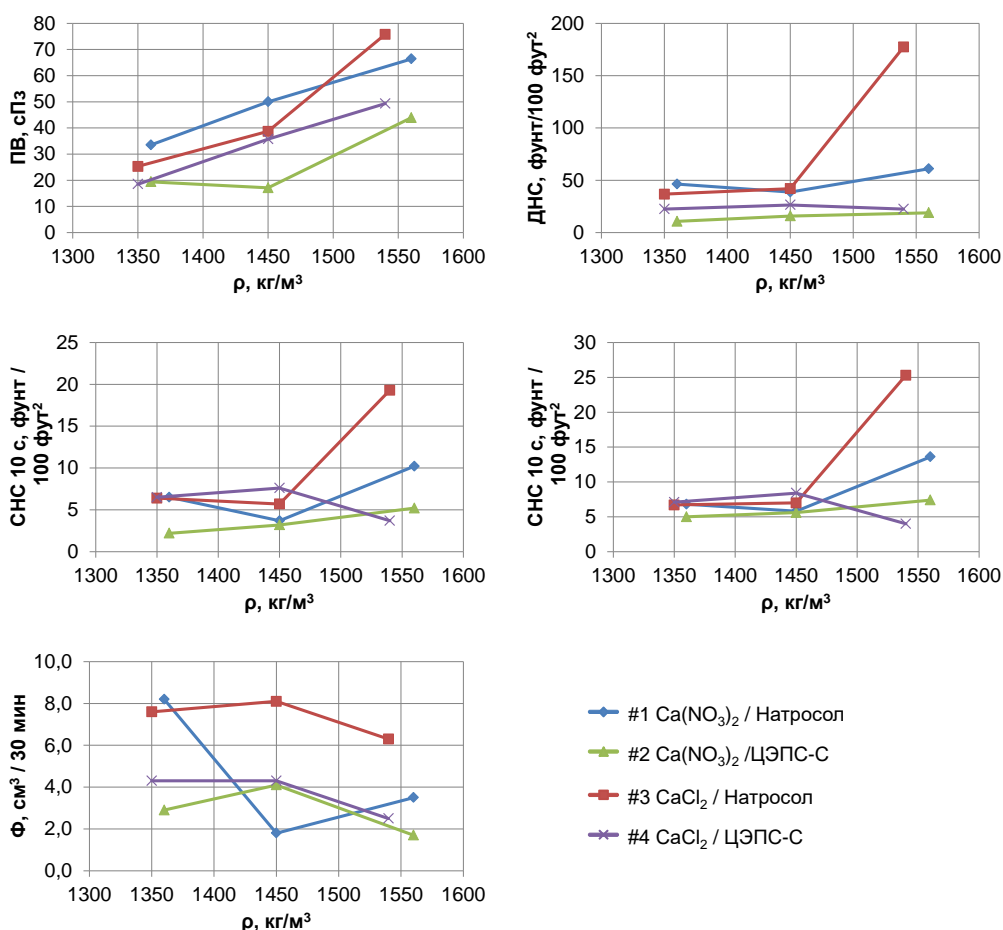 ПВ, сПз
80
70
60
50
40
30
20
10
0
1300 1350 1400 1450 1500 1550 1600
ρ, кг/м³
ДНС, фунт/100 фут²
200
150
100
50
0
1300 1350 1400 1450 1500 1550 1600
ρ, кг/м³
СНС 10 с, фунт /
100 фут²
25
20
15
10
5
0
1300 1350 1400 1450 1500 1550 1600
ρ, кг/м³
СНС 10 с, фунт /
100 фут²
30
25
20
15
10
5
0
1300 1350 1400 1450 1500 1550 1600
ρ, кг/м³
Ф, см³ / 30 мин
10,0
8,0
6,0
4,0
2,0
0,0
1300 1350 1400 1450 1500 1550 1600
ρ, кг/м³
#1 Ca(NO₃)₂ / Натросол
#2 Ca(NO₃)₂ /ЦЭПС-С
#3 CaCl₂ / Натросол
#4 CaCl₂ / ЦЭПС-С